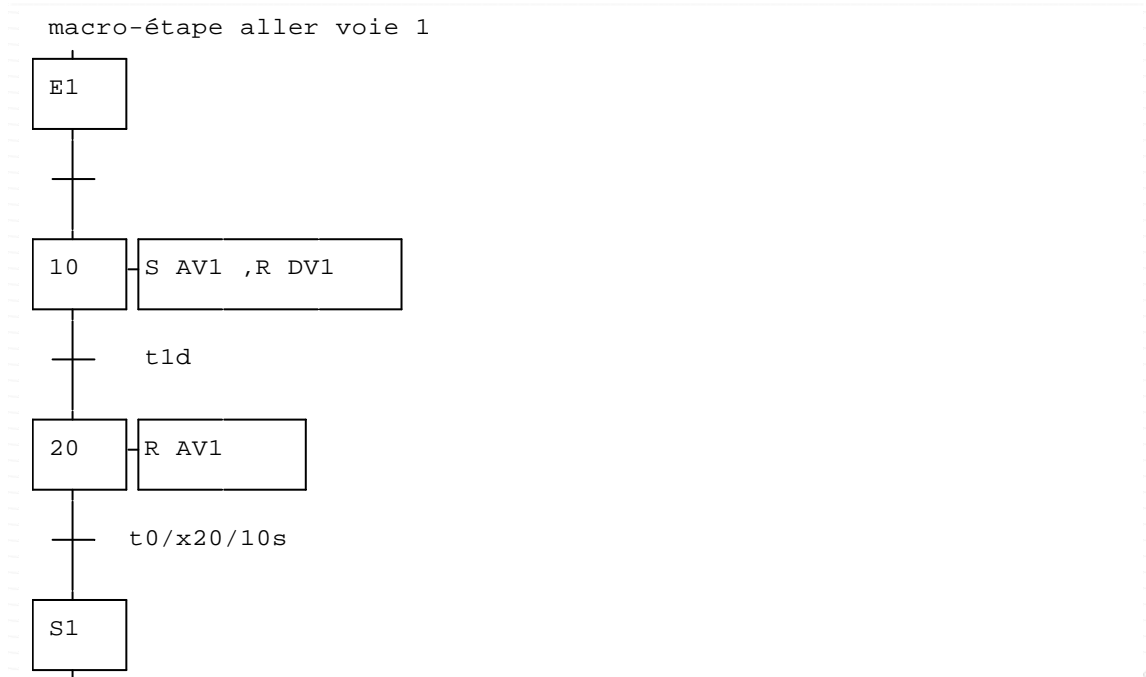 macro-étape aller voie 1
E1
10 S AV1 ,R DV1
t1d
20 R AV1
t0/x20/10s
S1